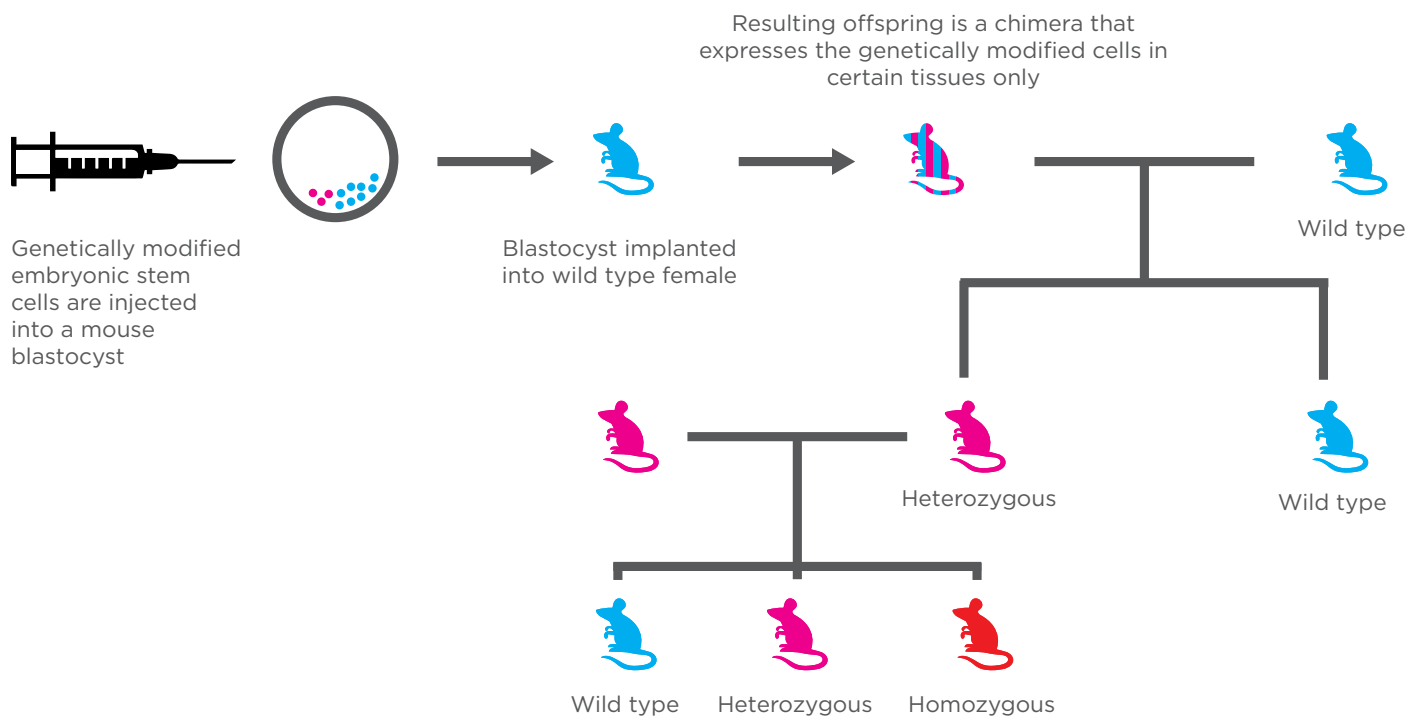 Resulting offspring is a chimera that
expresses the genetically modified cells in
certain tissues only
Genetically modified
embryonic stem
cells are injected
into a mouse
blastocyst
Blastocyst implanted
into wild type female
Wild type
Heterozygous
Wild type
Wild type
Heterozygous
Homozygous